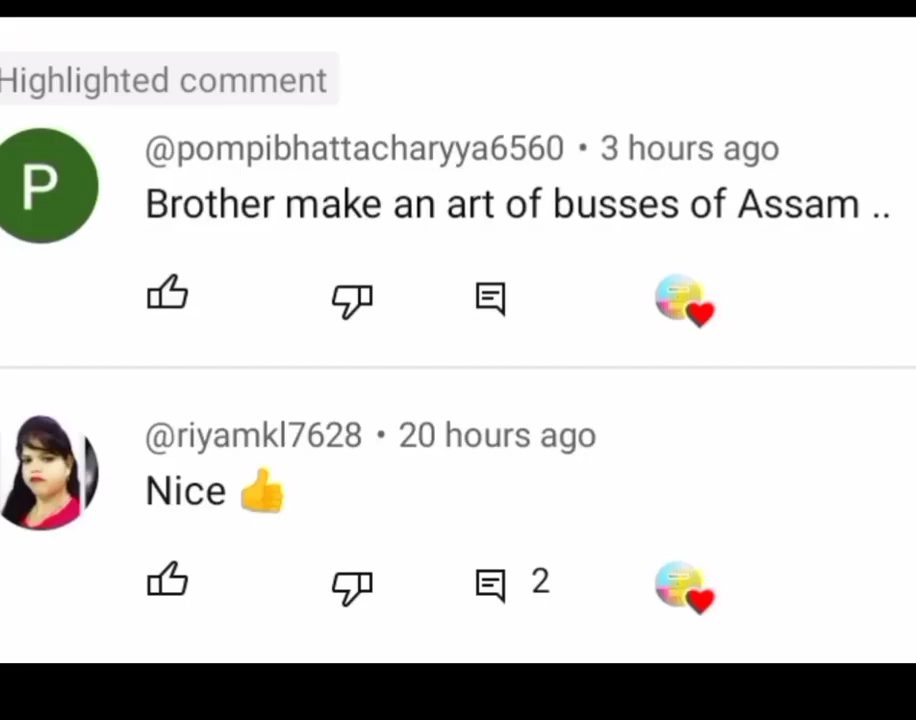 Highlighted comment
@pompibhattacharyya6560 • 3 hours ago
Brother make an art of busses of Assam ..
P
@riyamkl7628 • 20 hours ago
Nice 👍
2